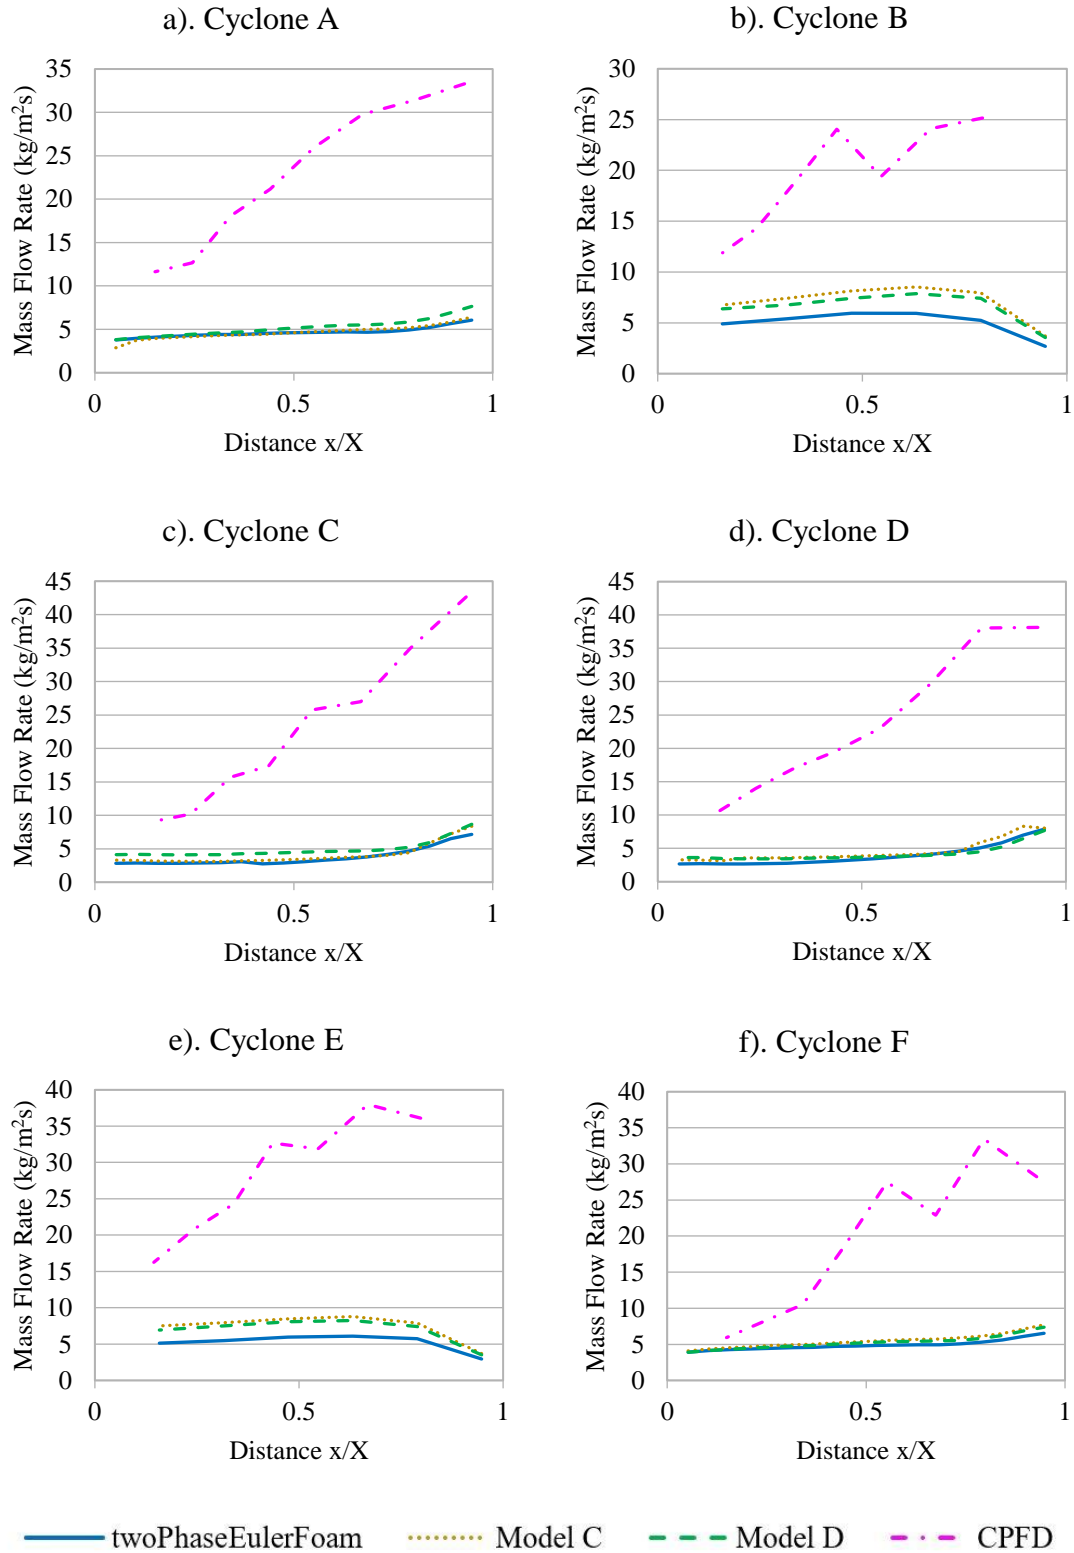 a). Cyclone A
Mass Flow Rate (kg/m²s)
35
30
25
20
15
10
5
0
0 0.5 1
Distance x/X
b). Cyclone B
Mass Flow Rate (kg/m²s)
30
25
20
15
10
5
0
0 0.5 1
Distance x/X
c). Cyclone C
Mass Flow Rate (kg/m²s)
45
40
35
30
25
20
15
10
5
0
0 0.5 1
Distance x/X
d). Cyclone D
Mass Flow Rate (kg/m²s)
45
40
35
30
25
20
15
10
5
0
0 0.5 1
Distance x/X
e). Cyclone E
Mass Flow Rate (kg/m²s)
40
35
30
25
20
15
10
5
0
0 0.5 1
Distance x/X
f). Cyclone F
Mass Flow Rate (kg/m²s)
40
35
30
25
20
15
10
5
0
0 0.5 1
Distance x/X
twoPhaseEulerFoam Model C Model D CPFD